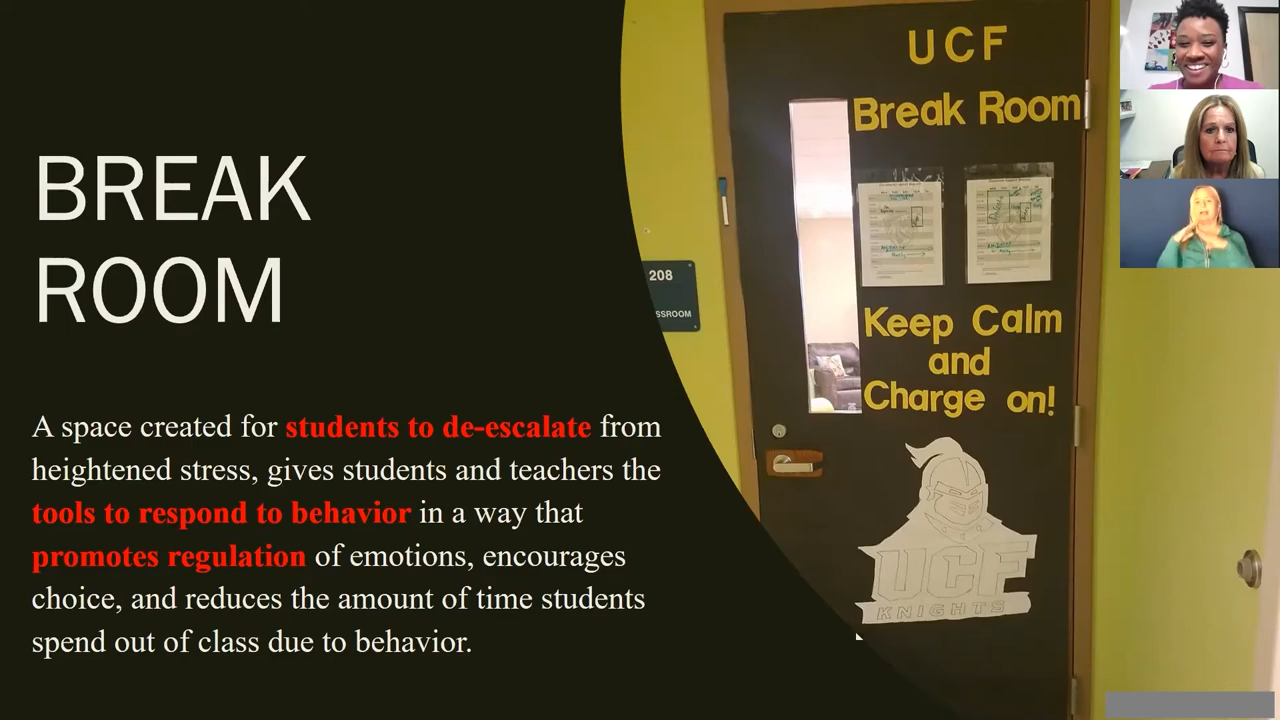 BREAK
ROOM
A space created for students to de-escalate from
heightened stress, gives students and teachers the
tools to respond to behavior in a way that
promotes regulation of emotions, encourages
choice, and reduces the amount of time students
spend out of class due to behavior.
UCF
Break Room
208
Keep Calm
and
Charge on!
UCF
KNIGHTS